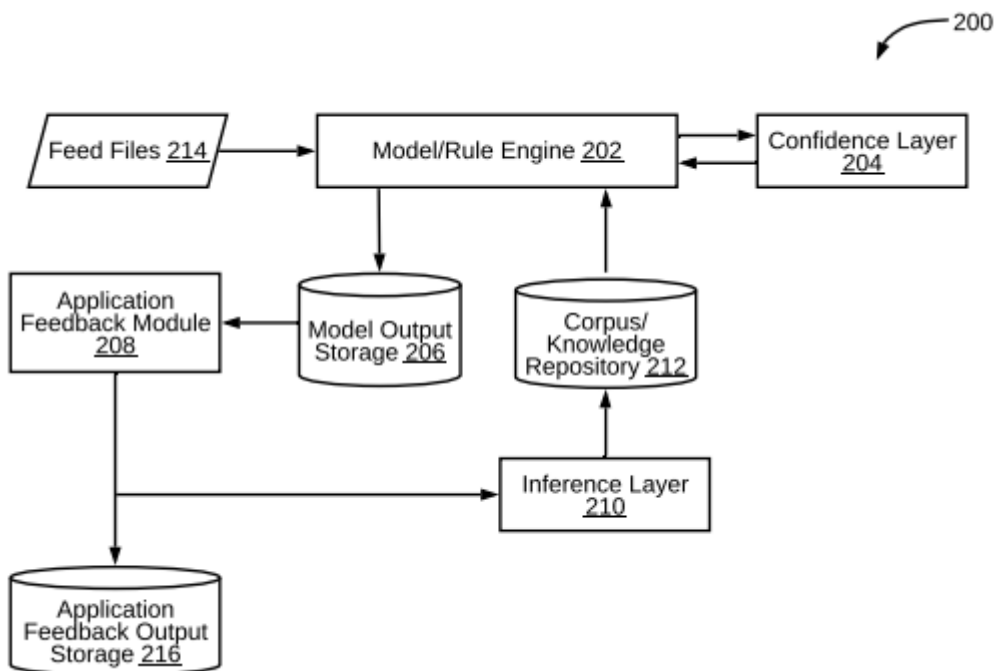 200
Feed Files 214
Model/Rule Engine 202
Confidence Layer
204
Application
Feedback Module
208
Model Output
Storage 206
Corpus/
Knowledge
Repository 212
Inference Layer
210
Application
Feedback Output
Storage 216